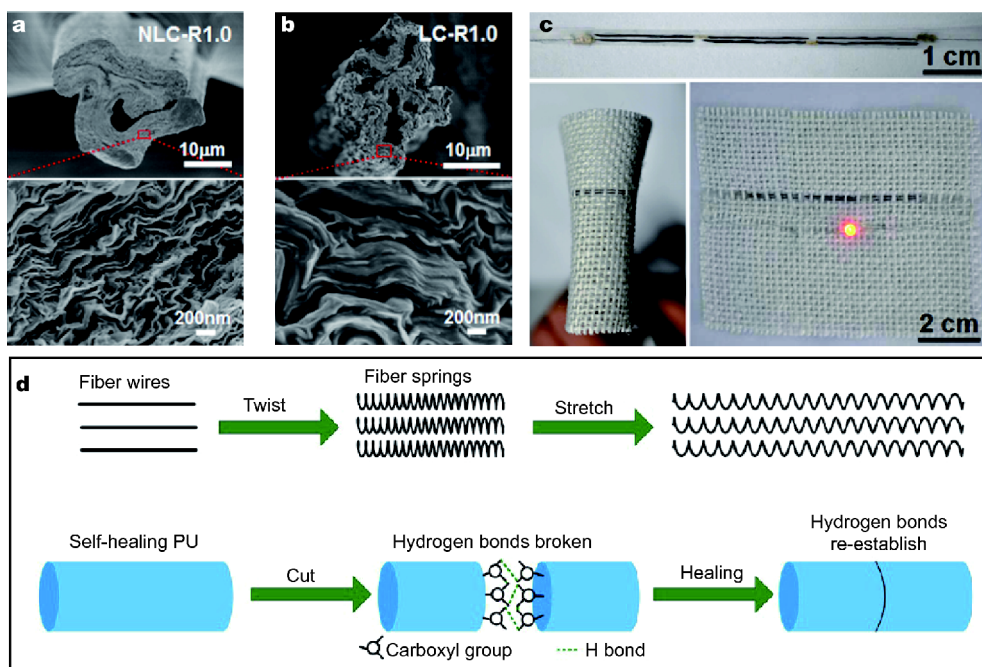 a
NLC-R1.0
10μm
200nm
b
LC-R1.0
10μm
200nm
c
1 cm
2 cm
d
Fiber wires
Twist
Fiber springs
Stretch
Self-healing PU
Cut
Hydrogen bonds broken
Healing
Hydrogen bonds
re-establish
Carboxyl group
H bond